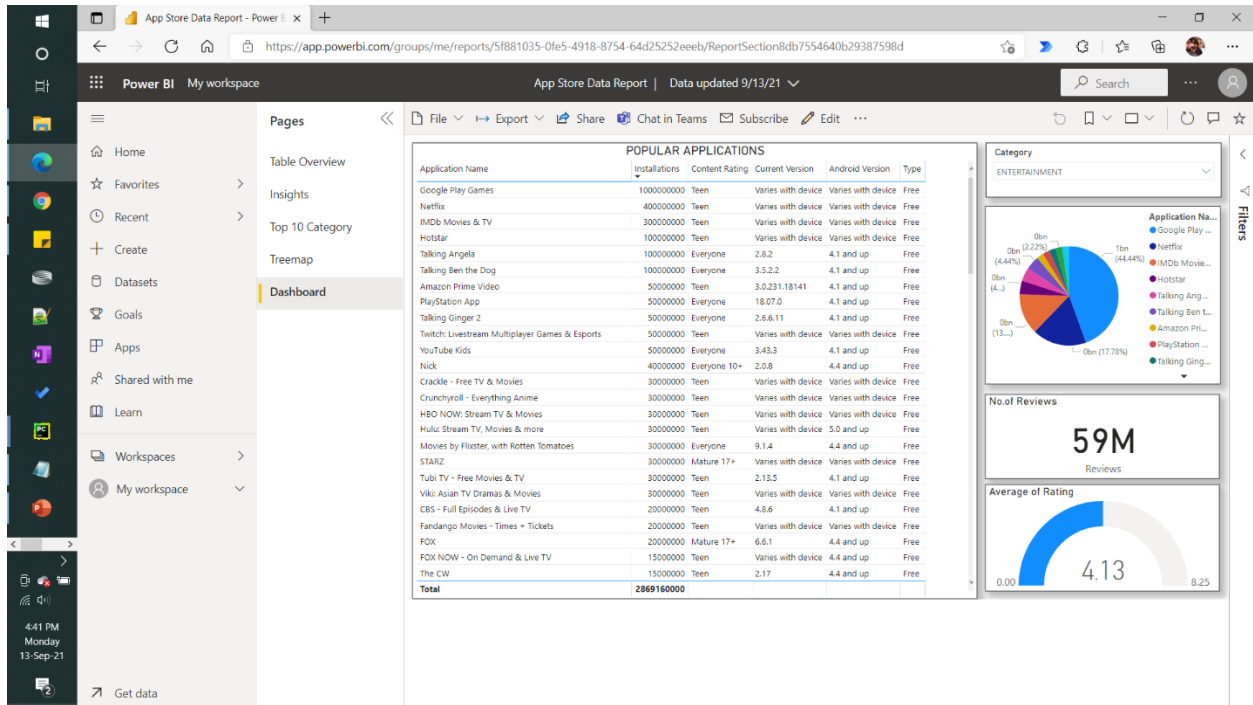 App Store Data Report - Power B
https://app.powerbi.com/groups/me/reports/5f881035-0fe5-4918-8754-64d25252eeeb/ReportSection8db7554640b29387598d
Power BI My workspace
App Store Data Report | Data updated 9/13/21
Search
Home
Favorites
Recent
Create
Datasets
Goals
Apps
Shared with me
Learn
Workspaces
My workspace
Get data
Pages
Table Overview
Insights
Top 10 Category
Treemap
Dashboard
File Export Share Chat in Teams Subscribe Edit
POPULAR APPLICATIONS
Application Name Installations Content Rating Current Version Android Version Type
Google Play Games 1000000000 Teen Varies with device Varies with device Free
Netflix 400000000 Teen Varies with device Varies with device Free
IMDb Movies & TV 300000000 Teen Varies with device Varies with device Free
Hotstar 100000000 Teen Varies with device Varies with device Free
Talking Angela 100000000 Everyone 2.8.2 4.1 and up Free
Talking Ben the Dog 100000000 Everyone 3.5.2.2 4.1 and up Free
Amazon Prime Video 50000000 Teen 3.0.231.18141 4.1 and up Free
PlayStation App 50000000 Everyone 18.07.0 4.1 and up Free
Talking Ginger 2 50000000 Everyone 2.6.6.11 4.1 and up Free
Twitch: Livestream Multiplayer Games & Esports 50000000 Teen Varies with device Varies with device Free
YouTube Kids 50000000 Everyone 3.43.3 4.1 and up Free
Nick 40000000 Everyone 10+ 2.0.8 4.4 and up Free
Crackle - Free TV & Movies 30000000 Teen Varies with device Varies with device Free
Crunchyroll - Everything Anime 30000000 Teen Varies with device Varies with device Free
HBO NOW: Stream TV & Movies 30000000 Teen Varies with device Varies with device Free
Hulu: Stream TV, Movies & more 30000000 Teen Varies with device 5.0 and up Free
Movies by Flixster, with Rotten Tomatoes 30000000 Everyone 9.1.4 4.4 and up Free
STARZ 30000000 Mature 17+ Varies with device Varies with device Free
Tubi TV - Free Movies & TV 30000000 Teen 2.13.5 4.1 and up Free
Viki: Asian TV Dramas & Movies 30000000 Teen Varies with device Varies with device Free
CBS - Full Episodes & Live TV 20000000 Teen 4.8.6 4.1 and up Free
Fandango Movies - Times + Tickets 20000000 Teen Varies with device Varies with device Free
FOX 20000000 Mature 17+ 6.6.1 4.4 and up Free
FOX NOW - On Demand & Live TV 15000000 Teen Varies with device 4.4 and up Free
The CW 15000000 Teen 2.17 4.4 and up Free
Total 2869160000
Category
ENTERTAINMENT
Filters
0bn
(2.22%)
0bn
(4.44%)
0bn
(4...)
0bn
(13....)
1bn
(44.44%)
0bn (17.78%)
Application Na...
Google Play ...
Netflix
IMDb Movie...
Hotstar
Talking Ang...
Talking Ben t...
Amazon Pri...
PlayStation ...
Talking Ging...
No.of Reviews
59M
Reviews
Average of Rating
4.13
0.00
8.25
4:41 PM
Monday
13-Sep-21
2